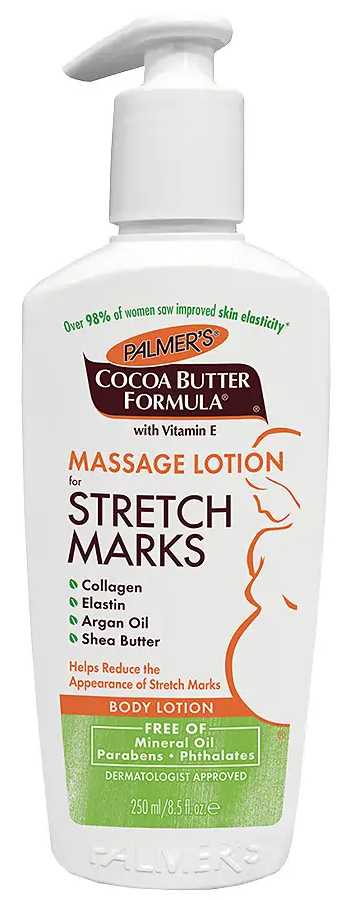 Over 98% of women saw improved skin elasticity*
PALMER'S®
COCOA BUTTER
FORMULA®
with Vitamin E
MASSAGE LOTION
for
STRETCH
MARKS
Collagen
Elastin
Argan Oil
Shea Butter
Helps Reduce the
Appearance of Stretch Marks
BODY LOTION
®
FREE OF
Mineral Oil
Parabens • Phthalates
DERMATOLOGIST APPROVED
250 ml/8.5 fl. oz. ℮
PALMER'S